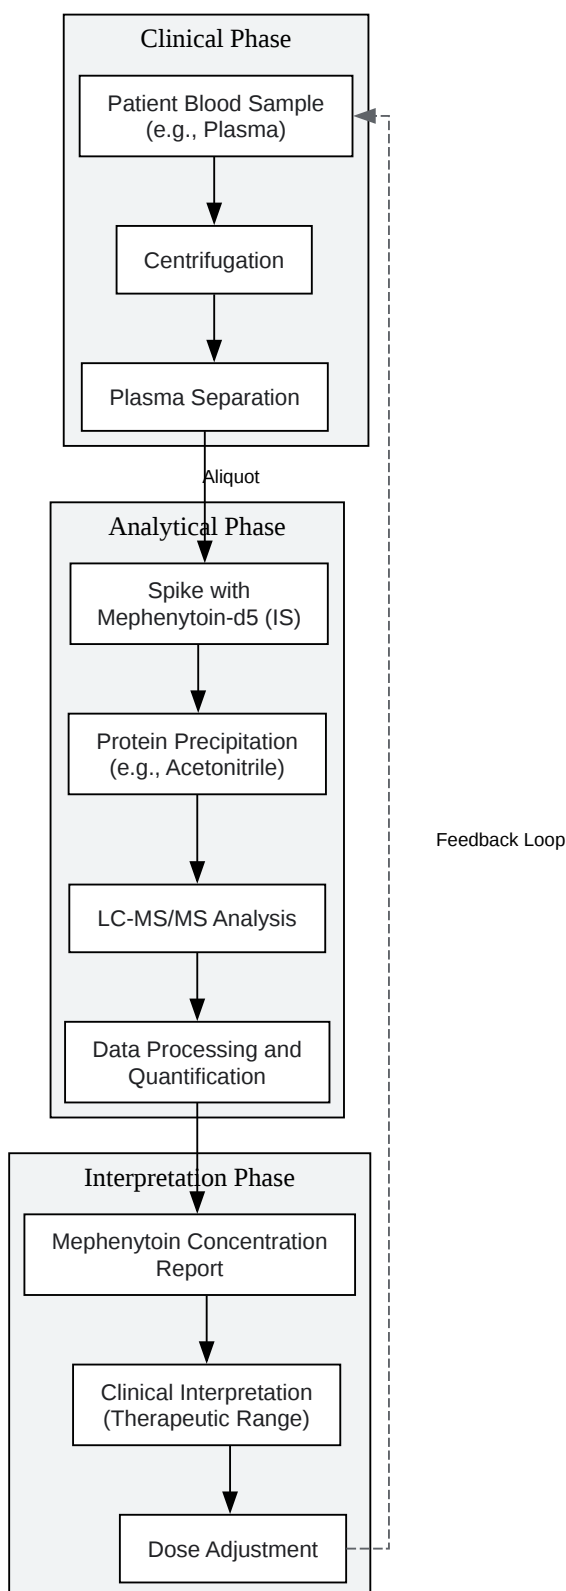 Clinical Phase
Patient Blood Sample
(e.g., Plasma)
Centrifugation
Plasma Separation
Aliquot
Analytical Phase
Spike with
Mephenytoin-d5 (IS)
Protein Precipitation
(e.g., Acetonitrile)
Feedback Loop
LC-MS/MS Analysis
Data Processing and
Quantification
Interpretation Phase
Mephenytoin Concentration
Report
Clinical Interpretation
(Therapeutic Range)
Dose Adjustment